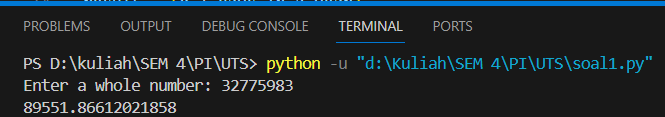 PROBLEMS OUTPUT DEBUG CONSOLE TERMINAL PORTS
PS D:\kuliah\SEM 4\PI\UTS> python -u "d:\Kuliah\SEM 4\PI\UTS\soal1.py"
Enter a whole number: 32775983
89551.86612021858